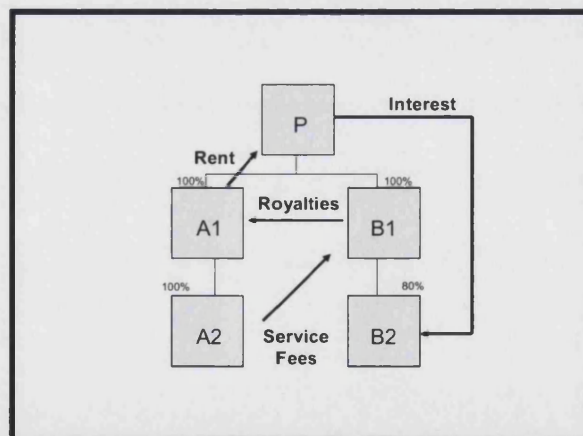 P
Interest
Rent
100%
100%
A1
Royalties
B1
100%
80%
A2
Service
Fees
B2